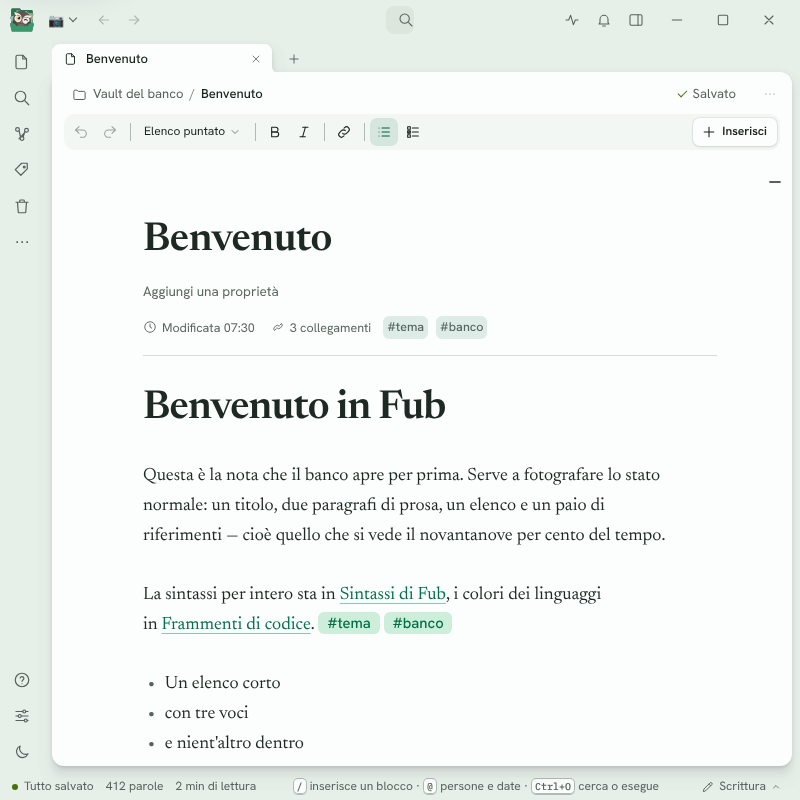 Benvenuto
Vault del banco / Benvenuto
Salvato
Elenco puntato
B I
Inserisci
Benvenuto
Aggiungi una proprietà
Modificata 07:30 3 collegamenti #tema #banco
Benvenuto in Fub
Questa è la nota che il banco apre per prima. Serve a fotografare lo stato
normale: un titolo, due paragrafi di prosa, un elenco e un paio di
riferimenti — cioè quello che si vede il novantanove per cento del tempo.
La sintassi per intero sta in Sintassi di Fub, i colori dei linguaggi
in Frammenti di codice. #tema #banco
• Un elenco corto
• con tre voci
• e nient'altro dentro
Tutto salvato 412 parole 2 min di lettura / inserisce un blocco · @ persone e date · Ctrl+O cerca o esegue Scrittura